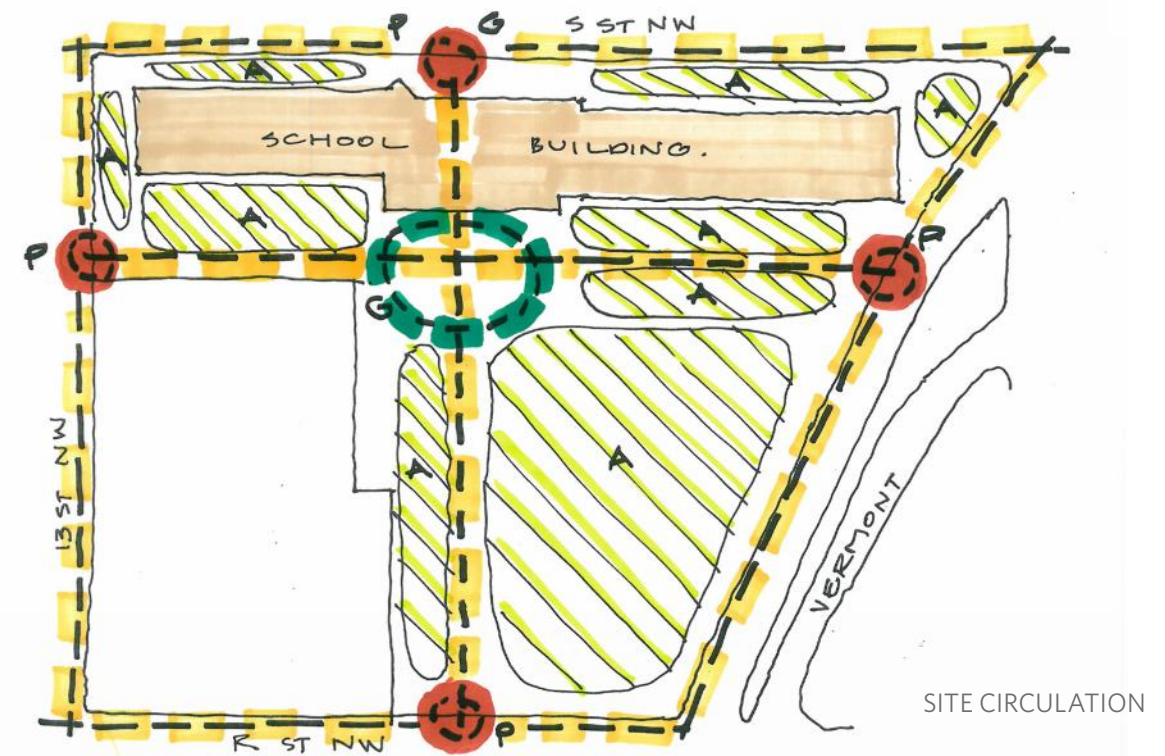 P G S ST NW
A A
A
A
SCHOOL BUILDING.
A A
P P
A
G
A
A
13 ST NW
VERMONT
SITE CIRCULATION
P
R ST NW